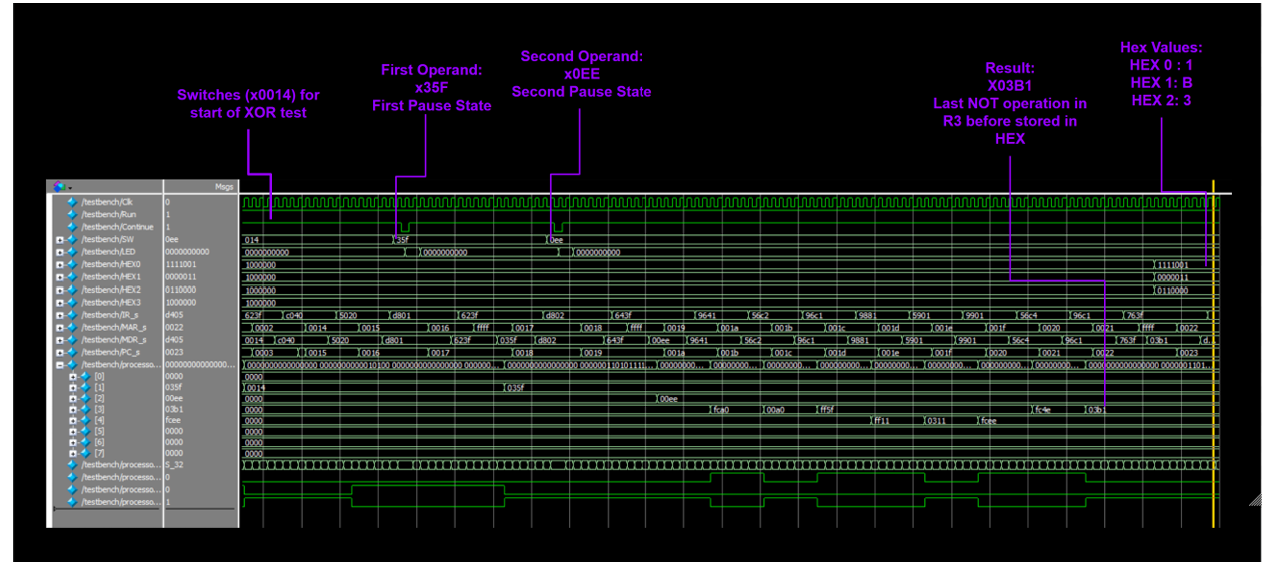 Switches (x0014) for
start of XOR test
First Operand:
x35F
First Pause State
Second Operand:
x0EE
Second Pause State
Result:
X03B1
Last NOT operation in
R3 before stored in
HEX
Hex Values:
HEX 0 : 1
HEX 1: B
HEX 2: 3
Msgs
/testbench/Clk 0
/testbench/Run 1
/testbench/Continue 1
/testbench/SW 0ee 014 35f 0ee
/testbench/LED 0000000000 0000000000 0000000000 0000000000
/testbench/HEX0 1111001 1000000 1111001
/testbench/HEX1 0000011 1000000 0000011
/testbench/HEX2 0110000 1000000 0110000
/testbench/HEX3 1000000 1000000
/testbench/IR_s d405 623f c040 5020 d801 623f d802 643f 9641 56c2 96c1 9881 5901 9901 56c4 96c1 763f
/testbench/MAR_s 0022 0002 0014 0015 0016 ffff 0017 0018 ffff 0019 001a 001b 001c 001d 001e 001f 0020 0021 ffff 0022
/testbench/MDR_s d405 0014 c040 5020 d801 623f 035f d802 643f 00ee 9641 56c2 96c1 9881 5901 9901 56c4 96c1 763f 03b1 d...
/testbench/PC_s 0023 0003 0015 0016 0017 0018 0019 001a 001b 001c 001d 001e 001f 0020 0021 0022 0023
/testbench/processo...
[0] 0000 0000
[1] 035f 0014 035f
[2] 00ee 0000 00ee
[3] 03b1 0000 fca0 00a0 ff5f fc4e 03b1
[4] fcee 0000 ff11 0311 fcee
[5] 0000 0000
[6] 0000 0000
[7] 0000 0000
/testbench/processo... S_32
/testbench/processo... 0
/testbench/processo... 0
/testbench/processo... 1